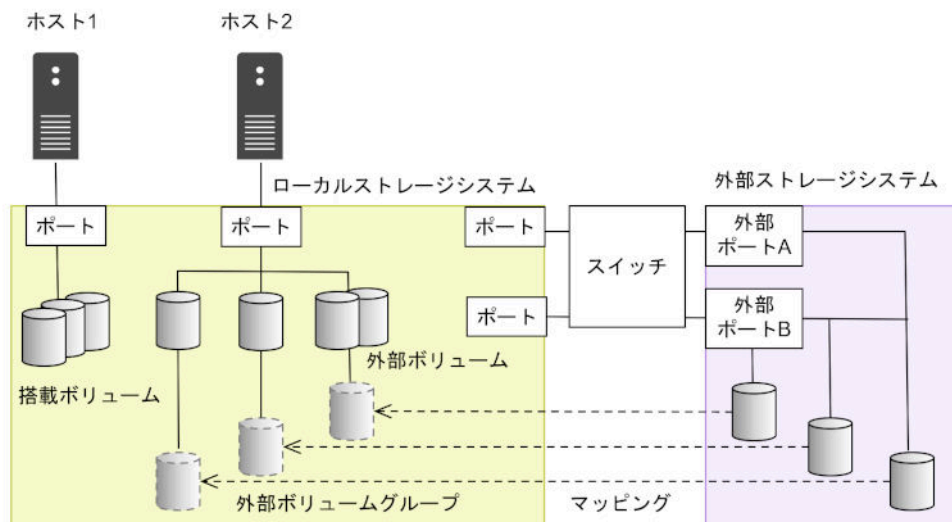 ホスト1
ホスト2
ローカルストレージシステム
外部ストレージシステム
ポート
ポート
ポート
スイッチ
外部
ポートA
ポート
外部
ポートB
外部ボリューム
搭載ボリューム
外部ボリュームグループ
マッピング